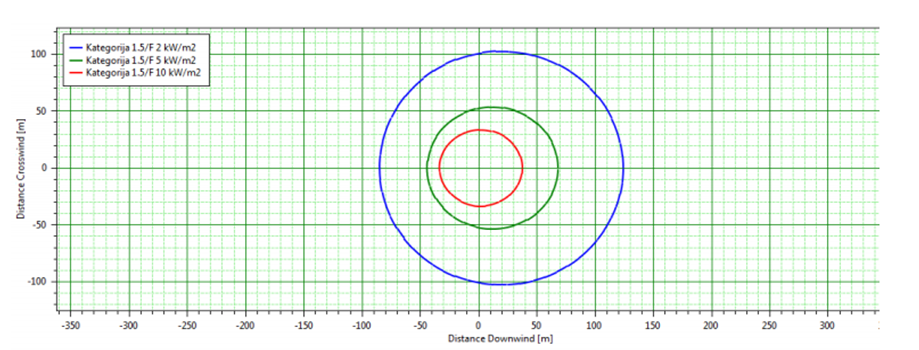 Kategorija 1.5/F 2 kW/m2
Kategorija 1.5/F 5 kW/m2
Kategorija 1.5/F 10 kW/m2
100
50
0
-50
-100
Distance Crosswind [m]
-350 -300 -250 -200 -150 -100 -50 0 50 100 150 200 250 300
Distance Downwind [m]